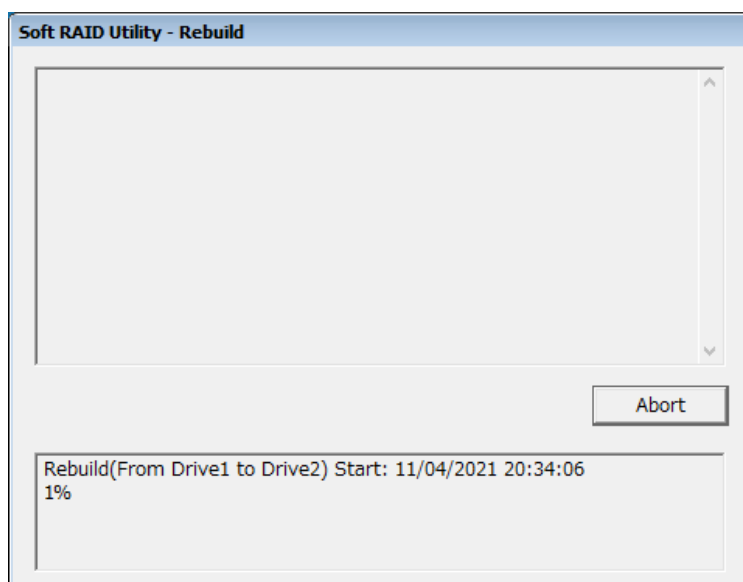 Soft RAID Utility - Rebuild
Abort
Rebuild(From Drive1 to Drive2) Start: 11/04/2021 20:34:06
1%